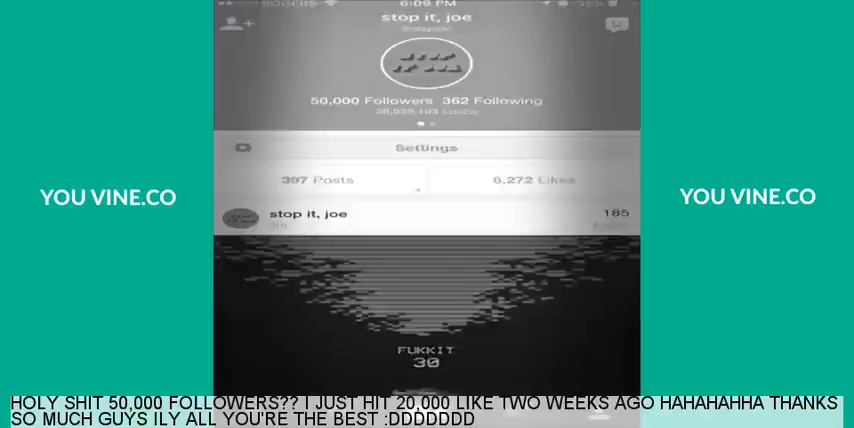 ROGERS 6:09 PM
stop it, joe
50,000 Followers 362 Following
Settings
397 Posts
6,272 Likes
stop it, joe
185
YOU VINE.CO
YOU VINE.CO
FUKKIT
30
HOLY SHIT 50,000 FOLLOWERS?? I JUST HIT 20,000 LIKE TWO WEEKS AGO HAHAHAHHA THANKS
SO MUCH GUYS ILY ALL YOU'RE THE BEST :DDDDDDD